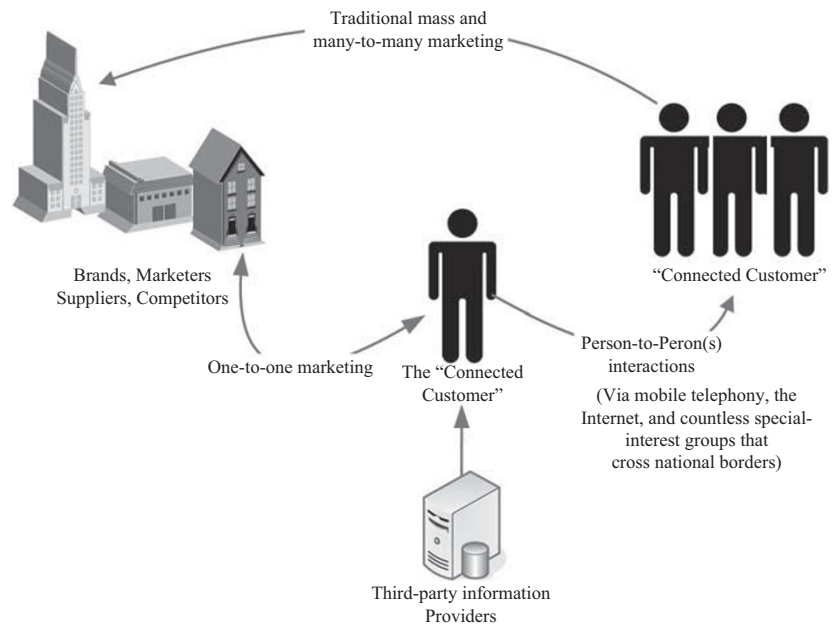 Traditional mass and
many-to-many marketing
Brands, Marketers
Suppliers, Competitors
"Connected Customer"
One-to-one marketing
The "Connected
Customer"
Person-to-Peron(s)
interactions
(Via mobile telephony, the
Internet, and countless special-
interest groups that
cross national borders)
Third-party information
Providers